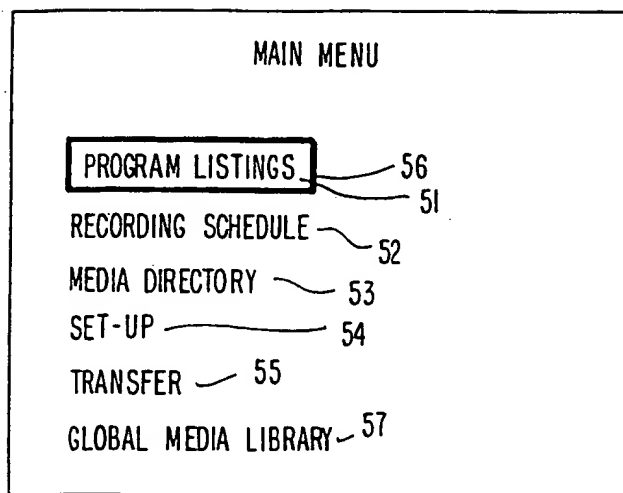 MAIN MENU
PROGRAM LISTINGS 56
51
RECORDING SCHEDULE 52
MEDIA DIRECTORY 53
SET-UP 54
TRANSFER 55
GLOBAL MEDIA LIBRARY 57